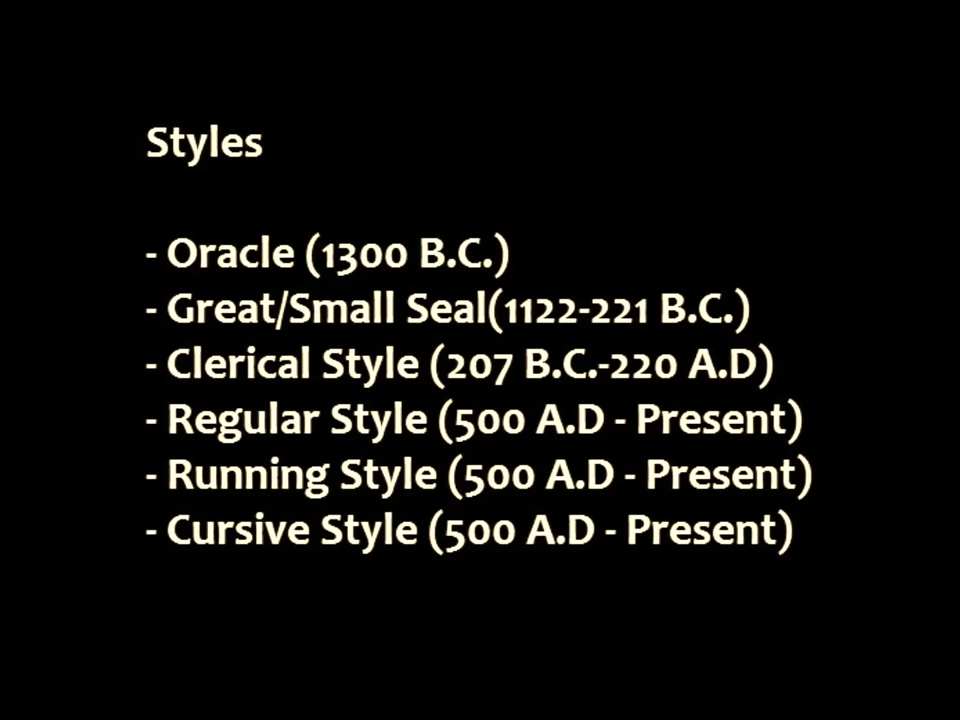 Styles
- Oracle (1300 B.C.)
- Great/Small Seal(1122-221 B.C.)
- Clerical Style (207 B.C.-220 A.D)
- Regular Style (500 A.D - Present)
- Running Style (500 A.D - Present)
- Cursive Style (500 A.D - Present)